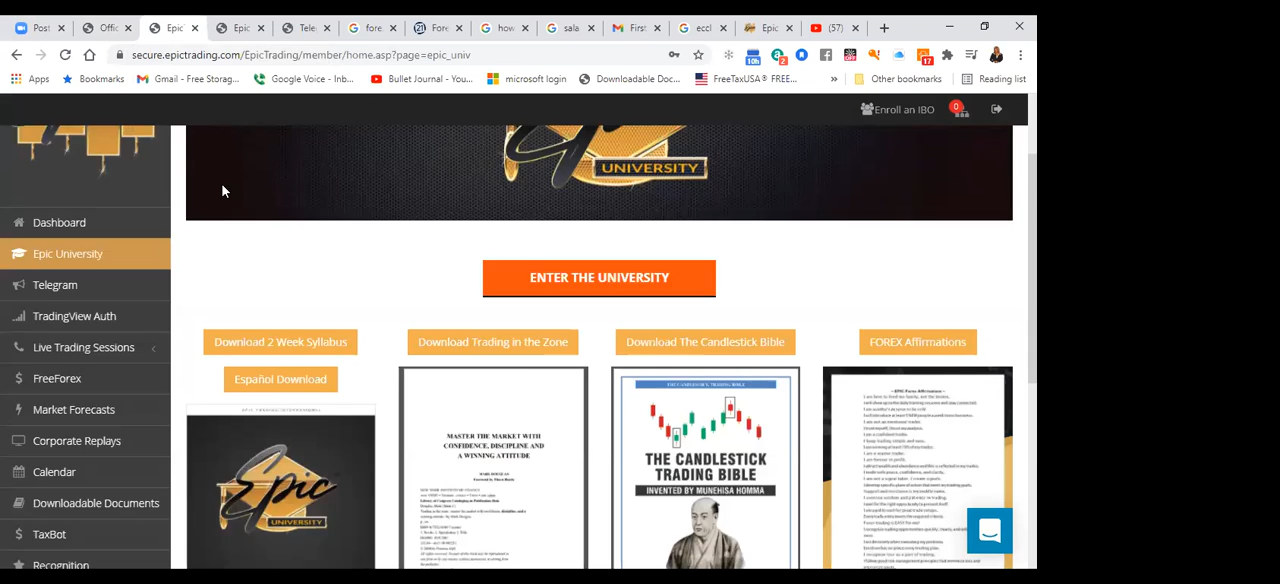 Post
Offic
Epic
Epic
Tele
fore
Fore
how
sala
First
eccl
Epic
(57)
secure.epictrading.com/EpicTrading/member/home.asp?page=epic_univ
10h
2
17
Apps
Bookmarks
Gmail - Free Storag...
Google Voice - Inb...
Bullet Journal - You...
microsoft login
Downloadable Doc...
FreeTaxUSA® FREE...
Other bookmarks
Reading list
Enroll an IBO
0
Epic
UNIVERSITY
Dashboard
Epic University
Telegram
TradingView Auth
Live Trading Sessions
FreeForex
Market Forecasts
Corporate Replays
Calendar
Downloadable Documents
TaxBot
Recognition
ENTER THE UNIVERSITY
Download 2 Week Syllabus
Download Trading in the Zone
Download The Candlestick Bible
FOREX Affirmations
Español Download
Epic
UNIVERSITY
MASTER THE MARKET WITH
CONFIDENCE, DISCIPLINE AND
A WINNING ATTITUDE
THE CANDLESTICK TRADING BIBLE
THE CANDLESTICK
TRADING BIBLE
INVENTED BY MUNEHISA HOMMA
~ EPIC Forex Affirmations ~